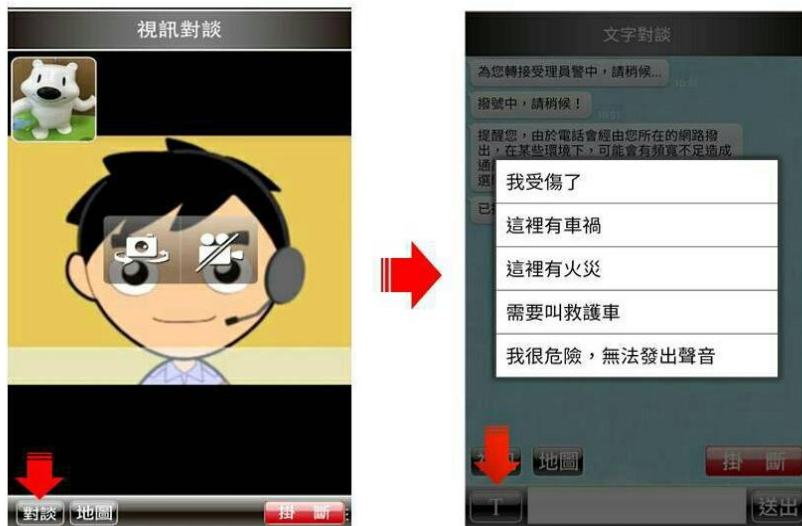 視訊對談
對談
地圖
掛 斷
文字對談
為您轉接受理員警中，請稍候...
10:51
撥號中，請稍候！
10:51
提醒您，由於電話會經由您所在的網路撥
出，在某些環境下，可能會有頻寬不足造成
我受傷了
這裡有車禍
這裡有火災
需要叫救護車
我很危險，無法發出聲音
地圖
掛 斷
T
送出